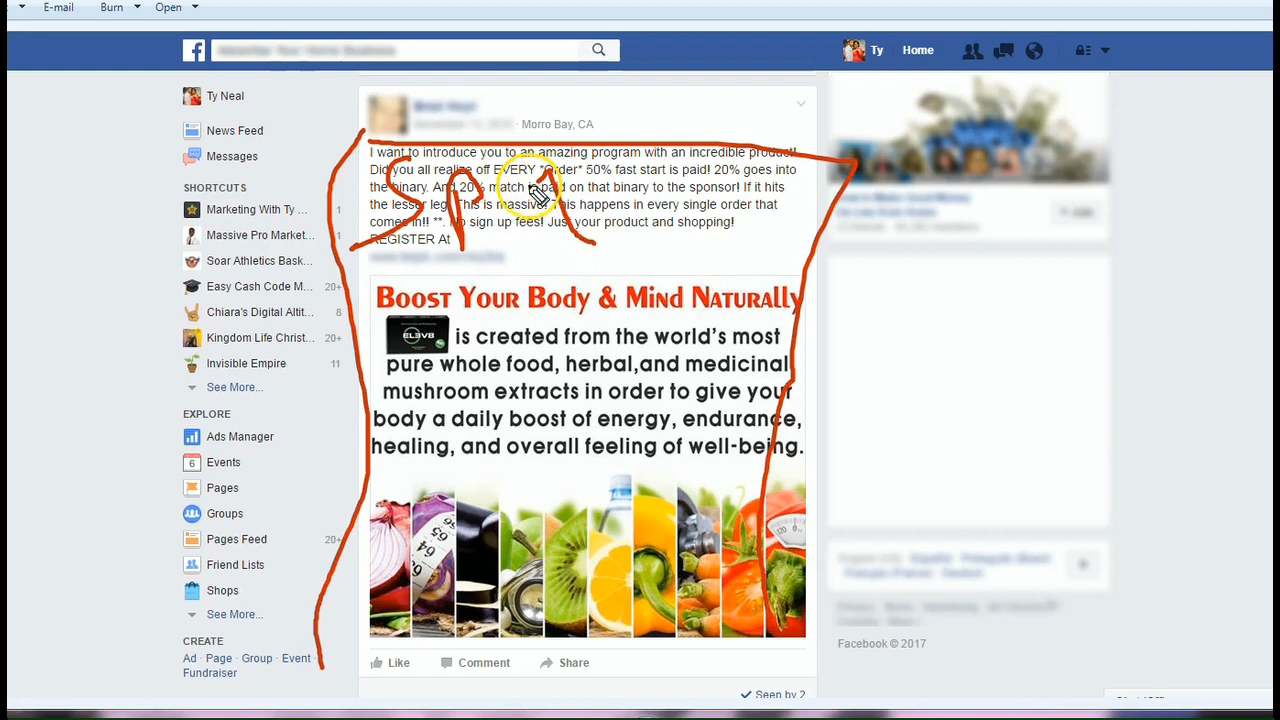 E-mail Burn Open
Ty Home
Ty Neal
News Feed
Messages
SHORTCUTS
Marketing With Ty ... 1
Massive Pro Market... 1
Soar Athletics Bask...
Easy Cash Code M... 20+
Chiara's Digital Altit... 8
Kingdom Life Christ... 20+
Invisible Empire 11
See More...
EXPLORE
Ads Manager
6 Events
Pages
Groups
Pages Feed 20+
Friend Lists
Shops
See More...
CREATE
Ad · Page · Group · Event ·
Fundraiser
· Morro Bay, CA
I want to introduce you to an amazing program with an incredible product!
Did you all realize off EVERY *Order* 50% fast start is paid! 20% goes into
the binary. And 20% match is paid on that binary to the sponsor! If it hits
the lesser leg. This is massive! This happens in every single order that
comes in!! **. No sign up fees! Just your product and shopping!
REGISTER At
SPA
Boost Your Body & Mind Naturally
ELEV8 is created from the world's most
pure whole food, herbal,and medicinal
mushroom extracts in order to give your
body a daily boost of energy, endurance,
healing, and overall feeling of well-being.
65
64
62
0
Like Comment Share
Seen by 2
Facebook © 2017